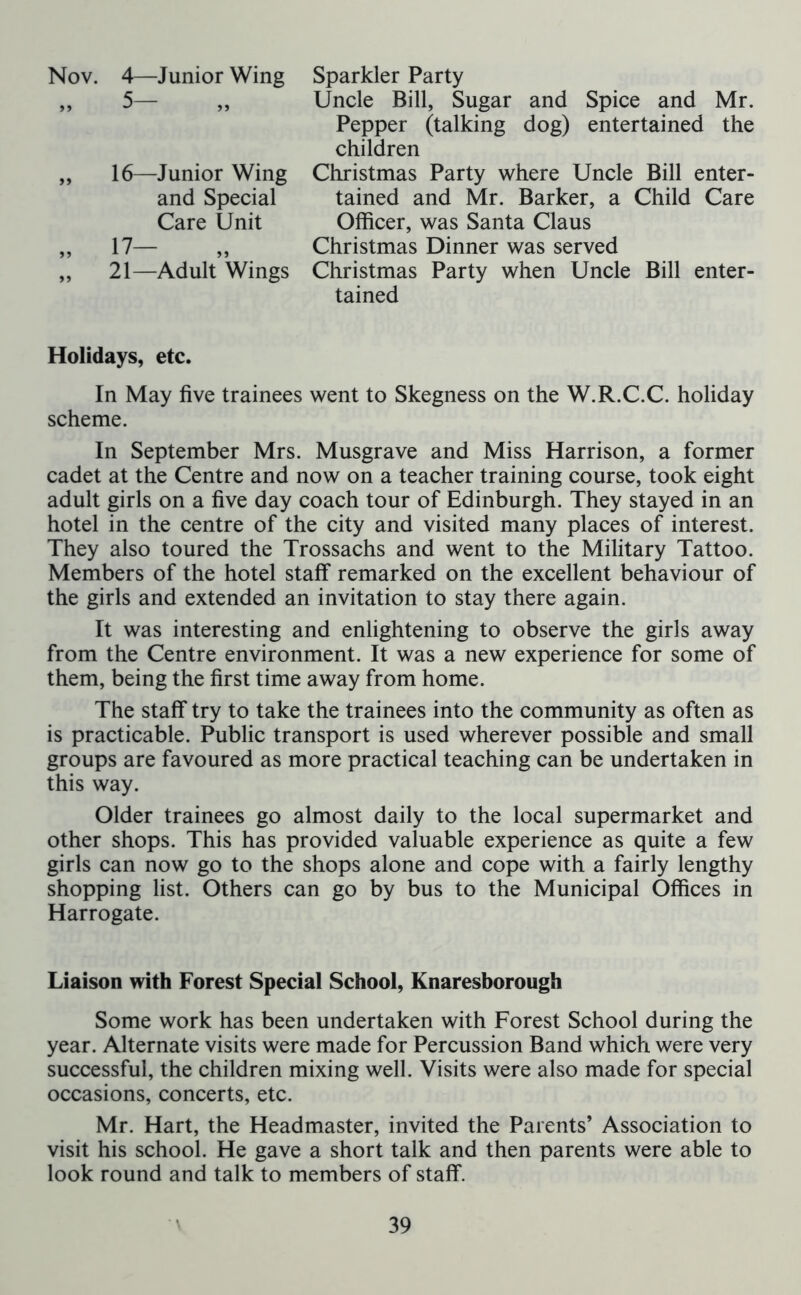 Nov. 4—Junior Wing Sparkler Party
„ 5— „ Uncle Bill, Sugar and Spice and Mr.
Pepper (talking dog) entertained the
children
„ 16—Junior Wing Christmas Party where Uncle Bill enter-
and Special tained and Mr. Barker, a Child Care
Care Unit Officer, was Santa Claus
„ 17— „ Christmas Dinner was served
„ 21—Adult Wings Christmas Party when Uncle Bill enter-
tained
Holidays, etc.
In May five trainees went to Skegness on the W.R.C.C. holiday
scheme.
In September Mrs. Musgrave and Miss Harrison, a former
cadet at the Centre and now on a teacher training course, took eight
adult girls on a five day coach tour of Edinburgh. They stayed in an
hotel in the centre of the city and visited many places of interest.
They also toured the Trossachs and went to the Military Tattoo.
Members of the hotel staff remarked on the excellent behaviour of
the girls and extended an invitation to stay there again.
It was interesting and enlightening to observe the girls away
from the Centre environment. It was a new experience for some of
them, being the first time away from home.
The staff try to take the trainees into the community as often as
is practicable. Public transport is used wherever possible and small
groups are favoured as more practical teaching can be undertaken in
this way.
Older trainees go almost daily to the local supermarket and
other shops. This has provided valuable experience as quite a few
girls can now go to the shops alone and cope with a fairly lengthy
shopping list. Others can go by bus to the Municipal Offices in
Harrogate.
Liaison with Forest Special School, Knaresborough
Some work has been undertaken with Forest School during the
year. Alternate visits were made for Percussion Band which were very
successful, the children mixing well. Visits were also made for special
occasions, concerts, etc.
Mr. Hart, the Headmaster, invited the Parents’ Association to
visit his school. He gave a short talk and then parents were able to
look round and talk to members of staff.
39